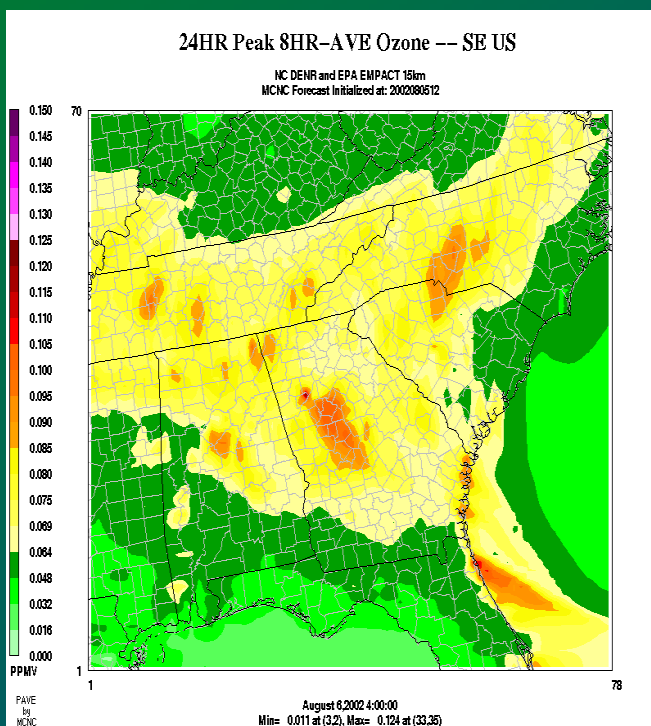 24HR Peak 8HR-AVE Ozone -- SE US
NC DENR and EPA EMPACT 15km
MCNC Forecast Initialized at: 2002080512
70
0.150
0.145
0.140
0.135
0.130
0.125
0.120
0.115
0.110
0.105
0.100
0.095
0.090
0.085
0.080
0.075
0.069
0.064
0.048
0.032
0.016
0.000
PPMV
1
1
78
PAVE
by
MCNC
August 6,2002 4:00:00
Min= 0.011 at (3,2), Max= 0.124 at (33,35)